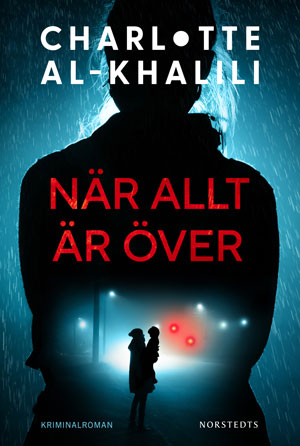 CHARLOTTE
AL-KHALILI
NÄR ALLT
ÄR ÖVER
KRIMINALROMAN
NORSTEDTS